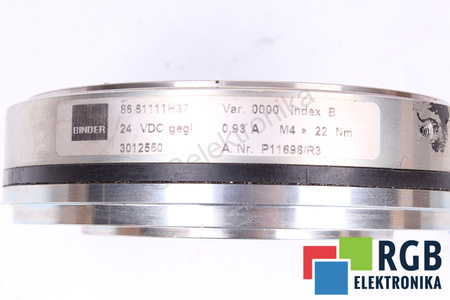 86 61111H37 Var. 0000 Index B
BINDER 24 VDC gegl. 0,93 A M4 ≥ 22 Nm
3012550 A. Nr. P11696/R3
RGB
ELEKTRONIKA